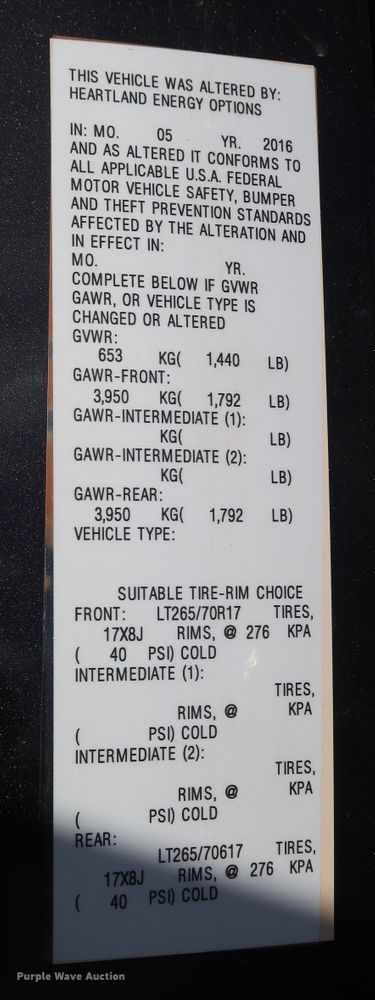 THIS VEHICLE WAS ALTERED BY:
HEARTLAND ENERGY OPTIONS
IN: MO. 05 YR. 2016
AND AS ALTERED IT CONFORMS TO
ALL APPLICABLE U.S.A. FEDERAL
MOTOR VEHICLE SAFETY, BUMPER
AND THEFT PREVENTION STANDARDS
AFFECTED BY THE ALTERATION AND
IN EFFECT IN:
MO. YR.
COMPLETE BELOW IF GVWR
GAWR, OR VEHICLE TYPE IS
CHANGED OR ALTERED
GVWR:
653 KG( 1,440 LB)
GAWR-FRONT:
3,950 KG( 1,792 LB)
GAWR-INTERMEDIATE (1):
KG( LB)
GAWR-INTERMEDIATE (2):
KG( LB)
GAWR-REAR:
3,950 KG( 1,792 LB)
VEHICLE TYPE:
SUITABLE TIRE-RIM CHOICE
FRONT: LT265/70R17 TIRES,
17X8J RIMS, @ 276 KPA
( 40 PSI) COLD
INTERMEDIATE (1):
TIRES,
RIMS, @ KPA
( PSI) COLD
INTERMEDIATE (2):
TIRES,
RIMS, @ KPA
( PSI) COLD
REAR:
LT265/70617 TIRES,
17X8J RIMS, @ 276 KPA
( 40 PSI) COLD
Purple Wave Auction